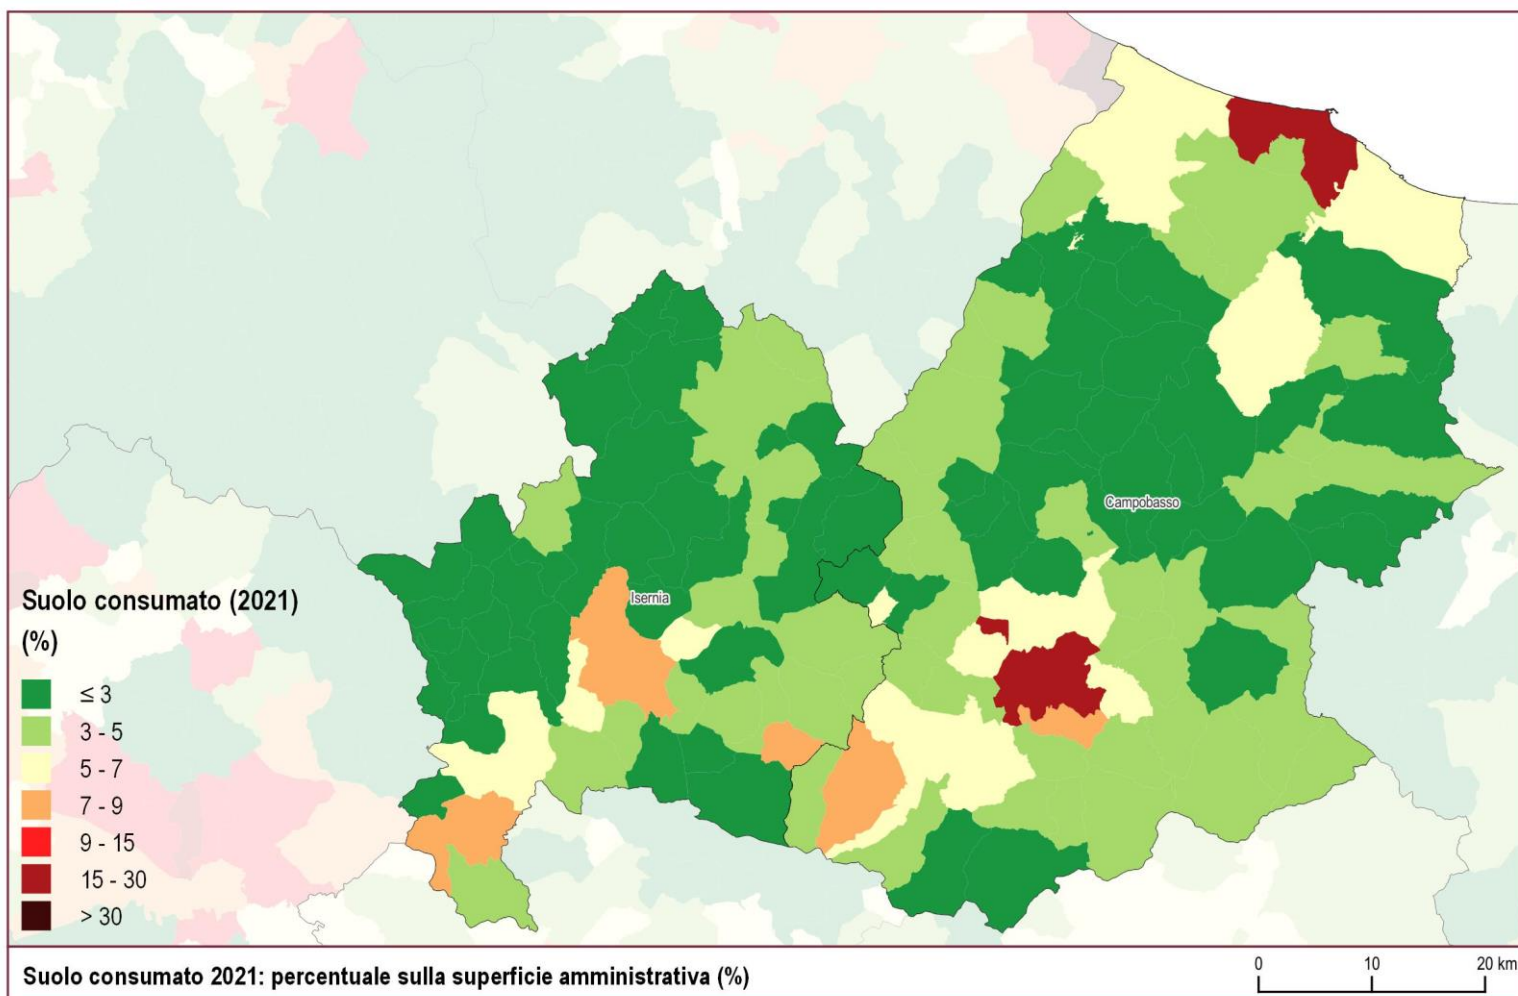 Campobasso
Isernia
Suolo consumato (2021)
(%)
≤ 3
3 - 5
5 - 7
7 - 9
9 - 15
15 - 30
> 30
Suolo consumato 2021: percentuale sulla superficie amministrativa (%)
0 10 20 km